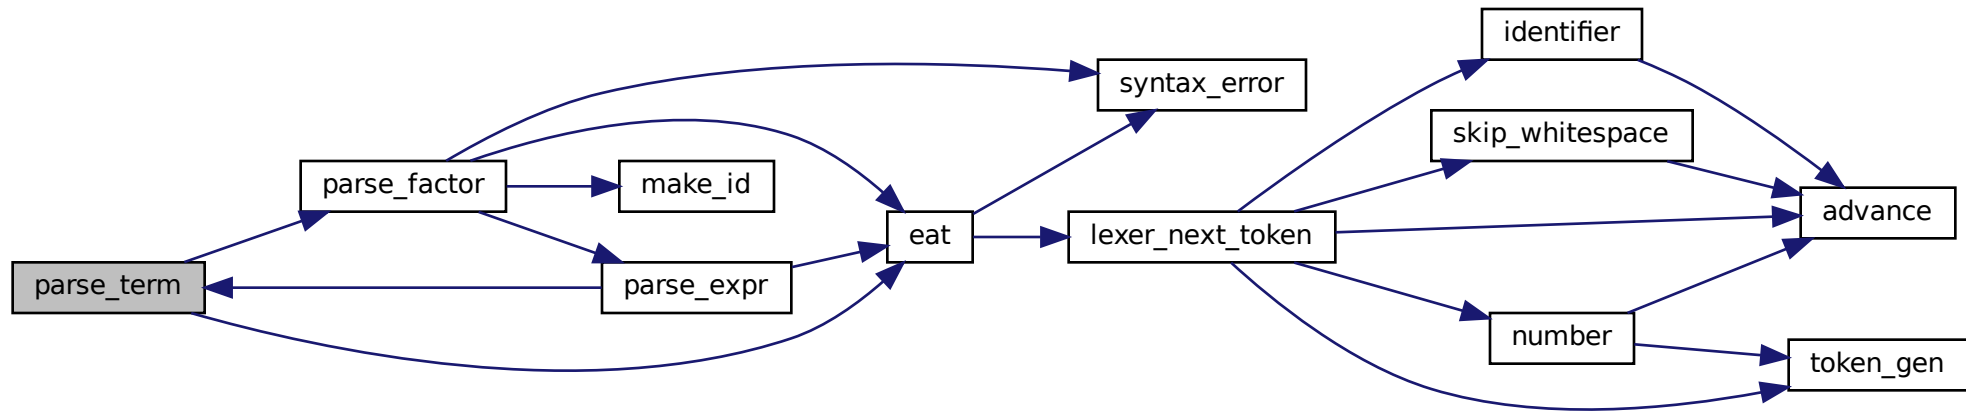 identifier
syntax_error
skip_whitespace
parse_factor
make_id
advance
eat
lexer_next_token
parse_term
parse_expr
number
token_gen